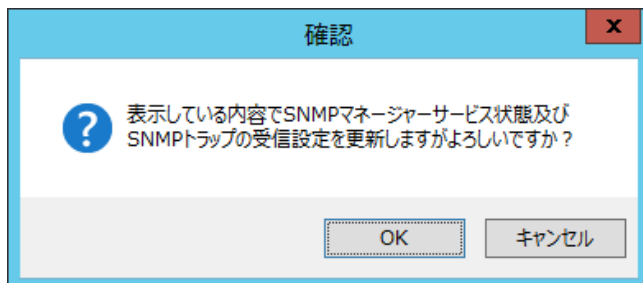 確認
x
表示している内容でSNMPマネージャーサービス状態及び
SNMPトラップの受信設定を更新しますがよろしいですか？
OK
キャンセル